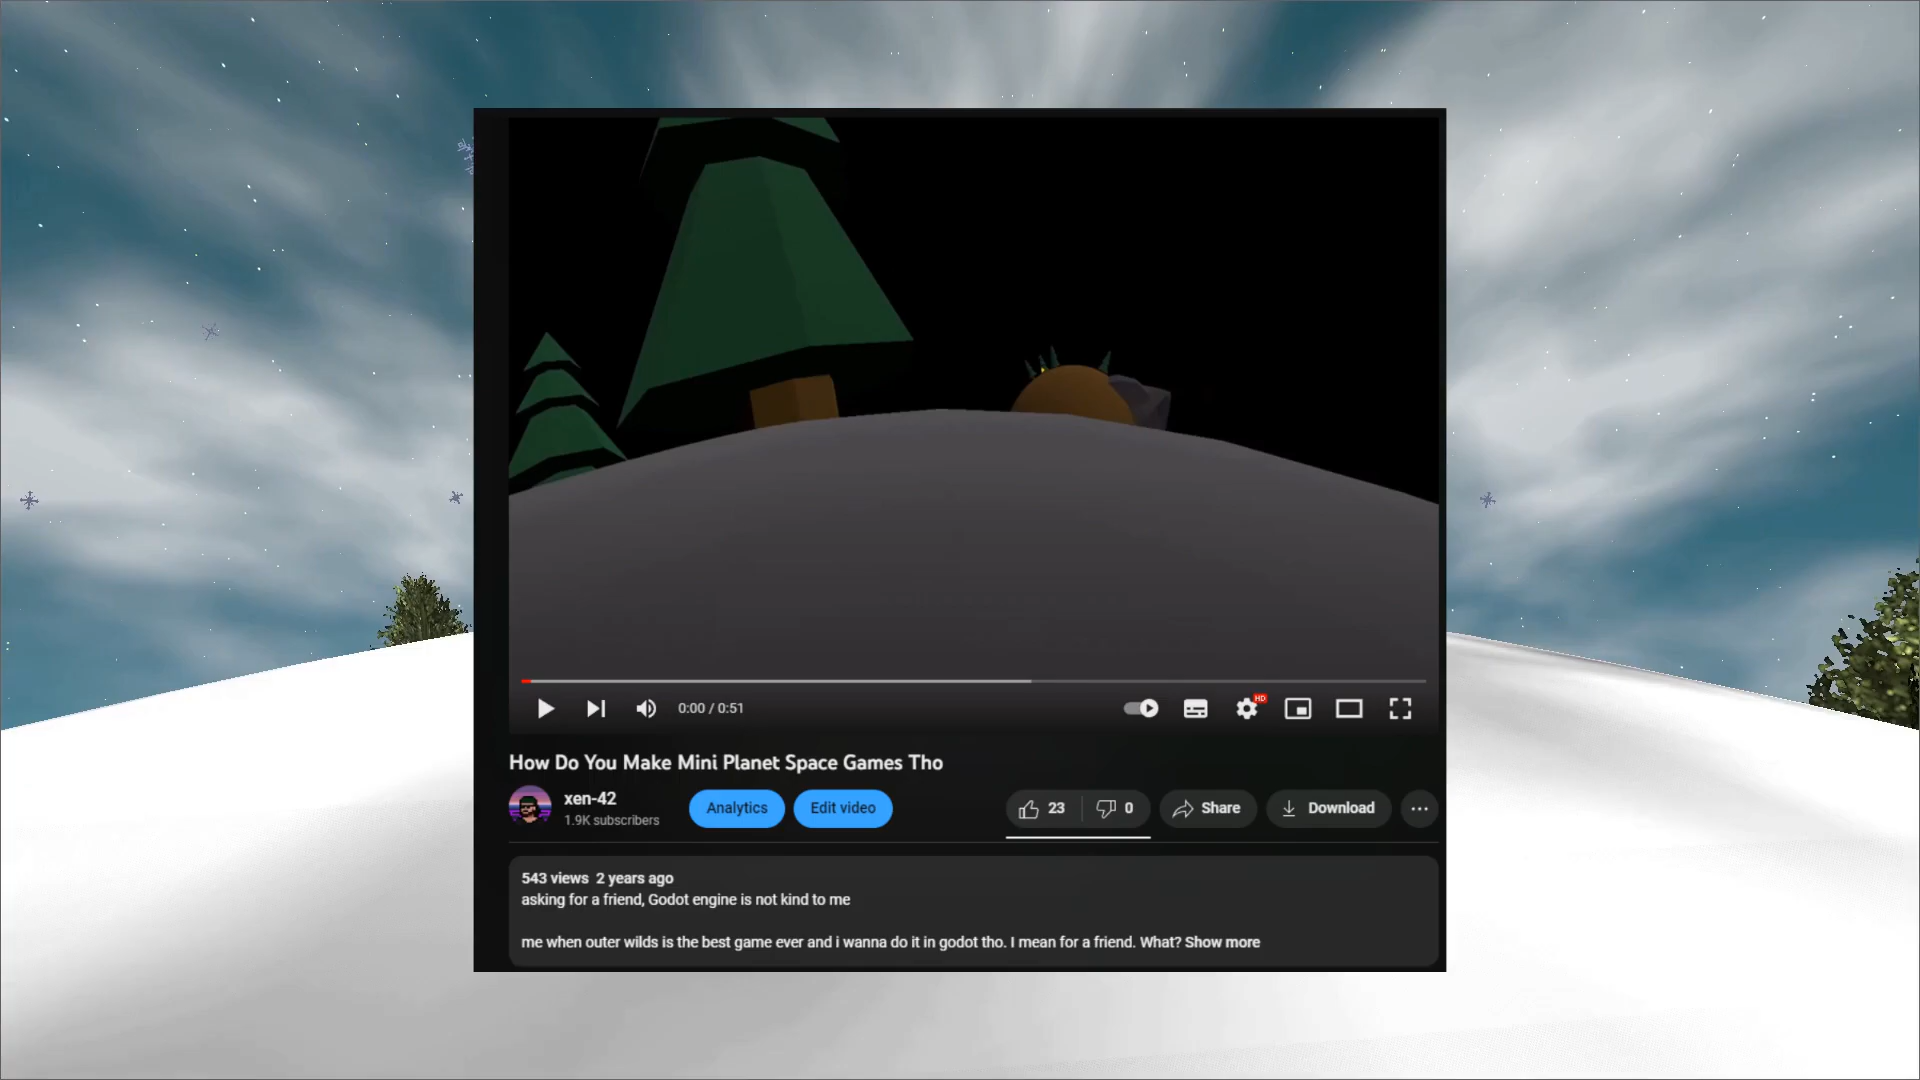 HD
0:00 / 0:51
How Do You Make Mini Planet Space Games Tho
xen-42
1.9K subscribers
Analytics
Edit video
23
0
Share
Download
543 views 2 years ago
asking for a friend, Godot engine is not kind to me
me when outer wilds is the best game ever and i wanna do it in godot tho. I mean for a friend. What? Show more